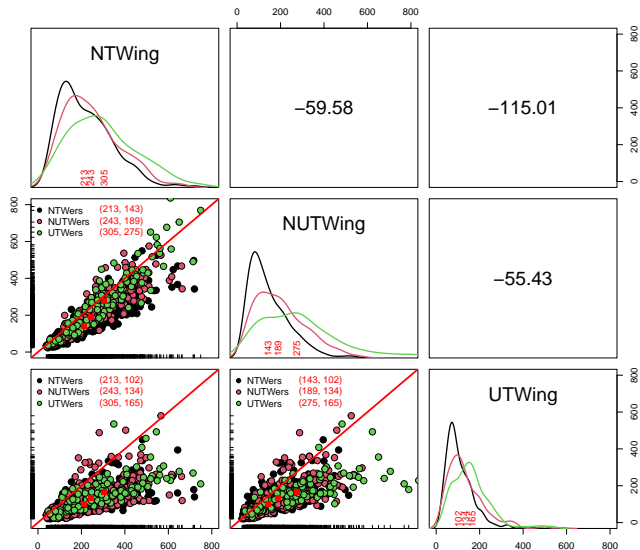 0 200 400 600 800
NTWing
213
243
305
−59.58
−115.01
0 200 400 600 800
0 200 400 600 800
NTWers (213, 143)
NUTWers (243, 189)
UTWers (305, 275)
NUTWing
143
189
275
−55.43
NTWers (213, 102)
NUTWers (243, 134)
UTWers (305, 165)
NTWers (143, 102)
NUTWers (189, 134)
UTWers (275, 165)
UTWing
102
134
165
0 200 400 600 800
0 200 400 600 800
0 200 400 600 800